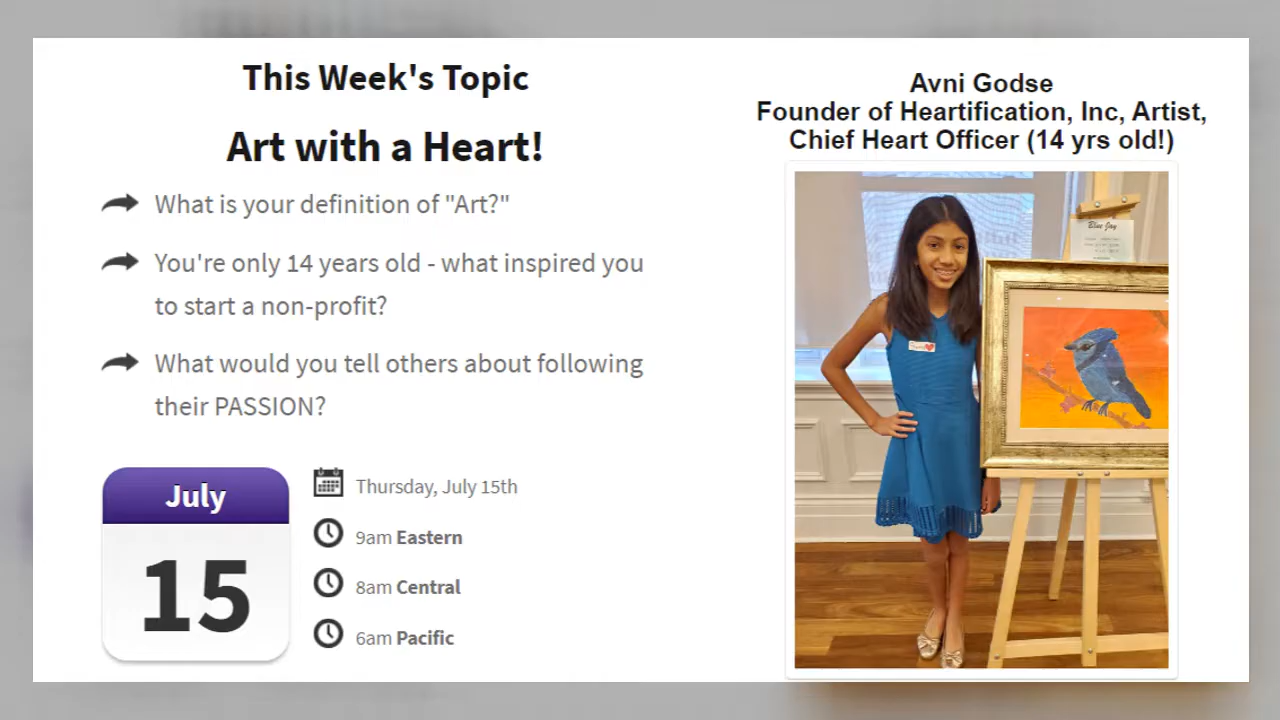 This Week's Topic
Art with a Heart!
What is your definition of "Art?"
You're only 14 years old - what inspired you
to start a non-profit?
What would you tell others about following
their PASSION?
July
15
Thursday, July 15th
9am Eastern
8am Central
6am Pacific
Avni Godse
Founder of Heartification, Inc, Artist,
Chief Heart Officer (14 yrs old!)
Blue Jay